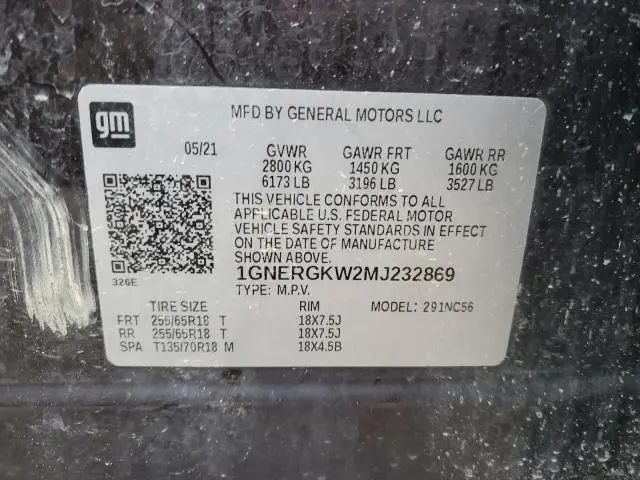 gm
MFD BY GENERAL MOTORS LLC
05/21 GVWR GAWR FRT GAWR RR
2800 KG 1450 KG 1600 KG
6173 LB 3196 LB 3527 LB
THIS VEHICLE CONFORMS TO ALL
APPLICABLE U.S. FEDERAL MOTOR
VEHICLE SAFETY STANDARDS IN EFFECT
ON THE DATE OF MANUFACTURE
SHOWN ABOVE.
1GNERGKW2MJ232869
326E TYPE: M.P.V.
TIRE SIZE RIM MODEL: 291NC56
FRT 255/65R18 T 18X7.5J
RR 255/65R18 T 18X7.5J
SPA T135/70R18 M 18X4.5B